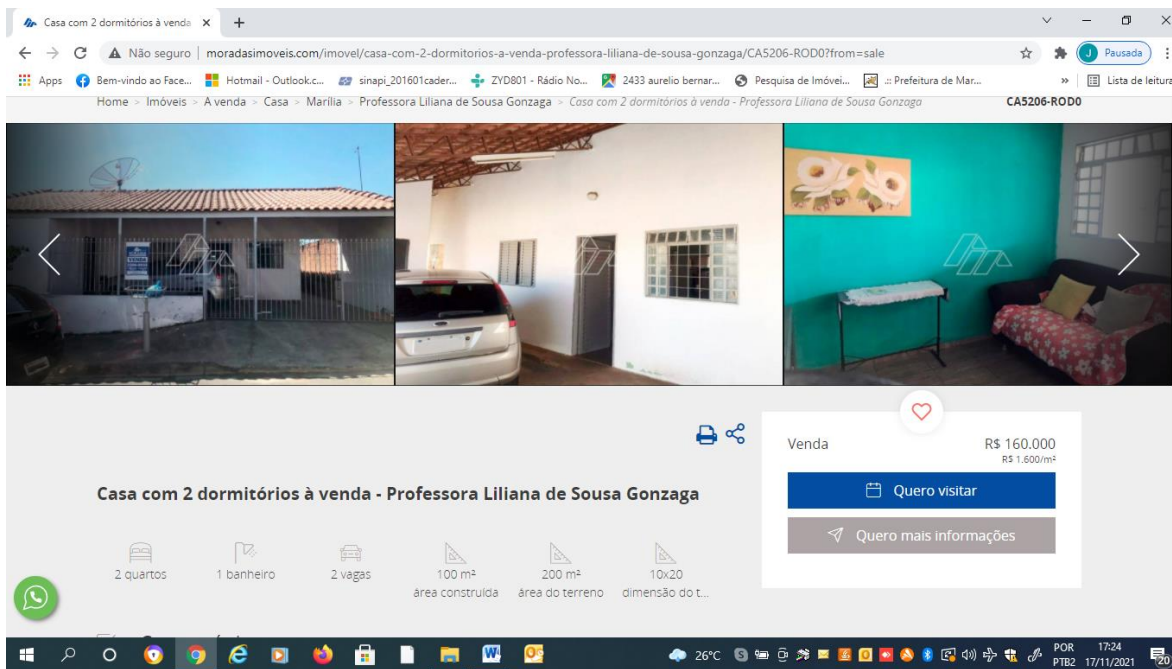 Casa com 2 dormitórios à venda
Não seguro | moradasimoveis.com/imovel/casa-com-2-dormitorios-a-venda-professora-liliana-de-sousa-gonzaga/CA5206-ROD0?from=sale
J Pausada
Apps Bem-vindo ao Face... Hotmail - Outlook.c... sinapi_201601cader... ZYD801 - Rádio No... 2433 aurelio bernar... Pesquisa de Imóvei... .:: Prefeitura de Mar... » Lista de leitura
Home > Imóveis > A venda > Casa > Marília > Professora Liliana de Sousa Gonzaga > Casa com 2 dormitórios à venda - Professora Liliana de Sousa Gonzaga CA5206-ROD0
VENDA
Venda R$ 160.000
R$ 1.600/m²
Casa com 2 dormitórios à venda - Professora Liliana de Sousa Gonzaga
Quero visitar
Quero mais informações
2 quartos 1 banheiro 2 vagas 100 m² 200 m² 10x20
área construída área do terreno dimensão do t...
26°C POR 17:24
PTB2 17/11/2021